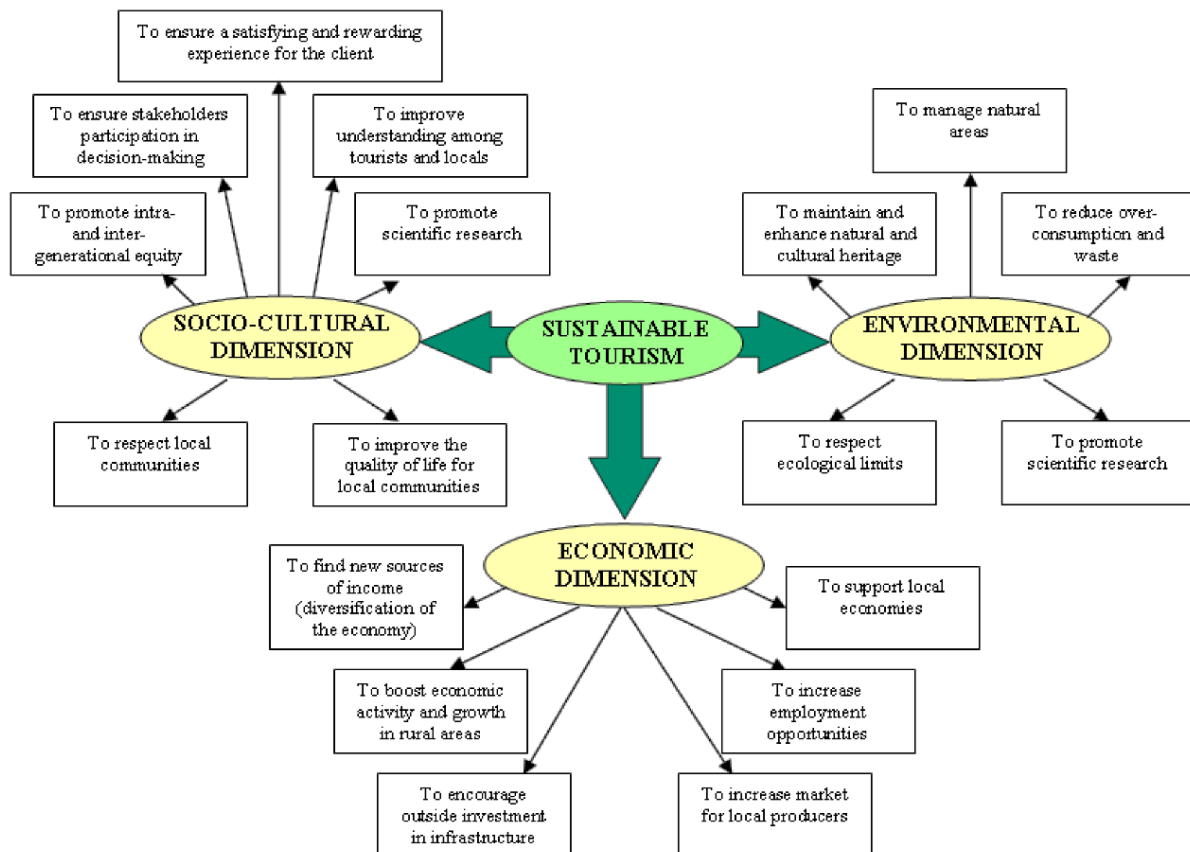 To ensure a satisfying and rewarding
experience for the client
To ensure stakeholders
participation in
decision-making
To improve
understanding among
tourists and locals
To manage natural
areas
To promote intra-
and inter-
generational equity
To promote
scientific research
To maintain and
enhance natural and
cultural heritage
To reduce over-
consumption and
waste
SOCIO-CULTURAL
DIMENSION
SUSTAINABLE
TOURISM
ENVIRONMENTAL
DIMENSION
To respect local
communities
To improve the
quality of life for
local communities
To respect
ecological limits
To promote
scientific research
ECONOMIC
DIMENSION
To find new sources
of income
(diversification of
the economy)
To support local
economies
To boost economic
activity and growth
in rural areas
To increase
employment
opportunities
To encourage
outside investment
in infrastructure
To increase market
for local producers